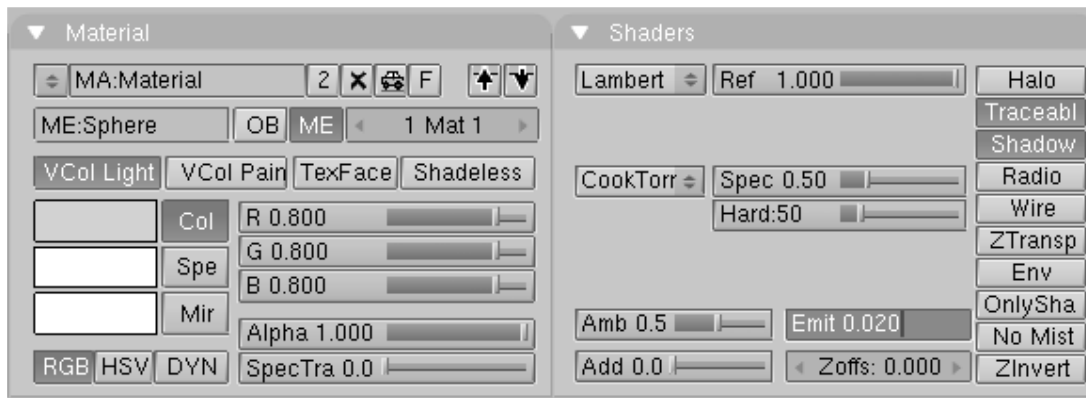 Material
MA:Material 2 F
ME:Sphere OB ME 1 Mat 1
VCol Light VCol Pain TexFace Shadeless
Col R 0.800
G 0.800
Spe
B 0.800
Mir
Alpha 1.000
RGB HSV DYN SpecTra 0.0
Shaders
Lambert Ref 1.000 Halo
Traceabl
Shadow
CookTorr Spec 0.50 Radio
Hard:50 Wire
ZTransp
Env
OnlySha
Amb 0.5 Emit 0.020
No Mist
Add 0.0 Zoffs: 0.000 ZInvert